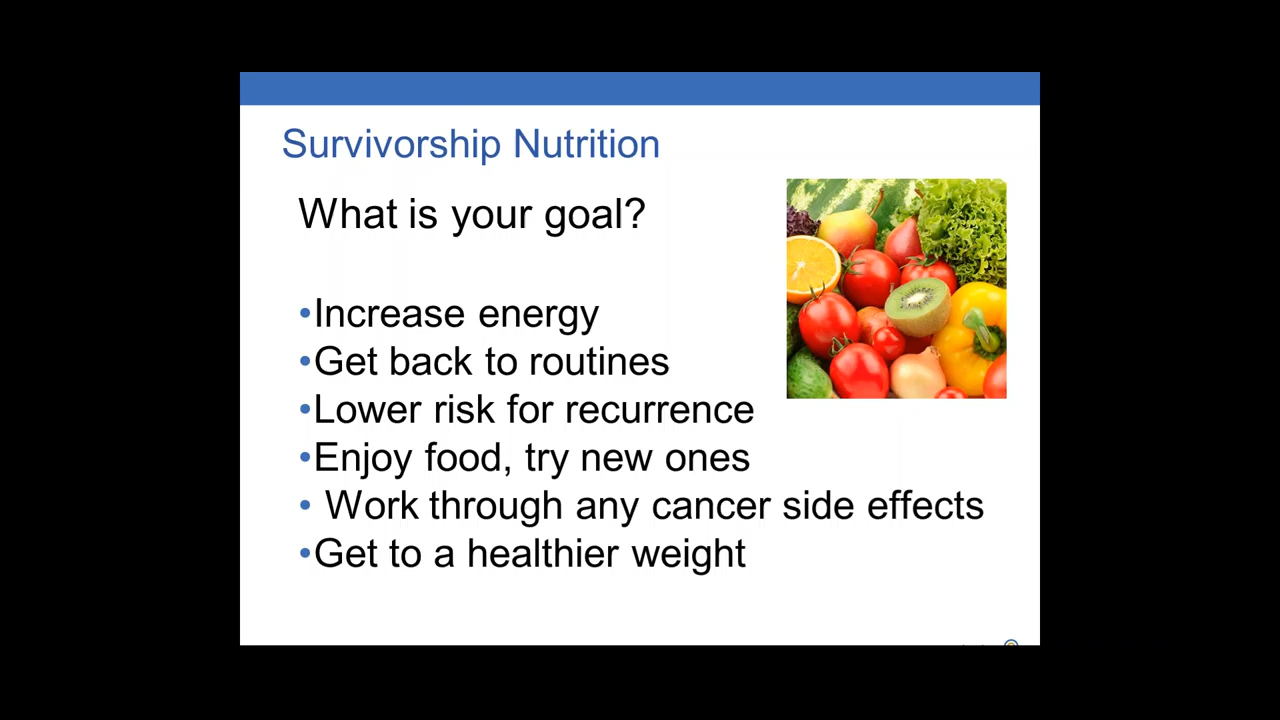 Survivorship Nutrition
What is your goal?
•Increase energy
•Get back to routines
•Lower risk for recurrence
•Enjoy food, try new ones
• Work through any cancer side effects
•Get to a healthier weight